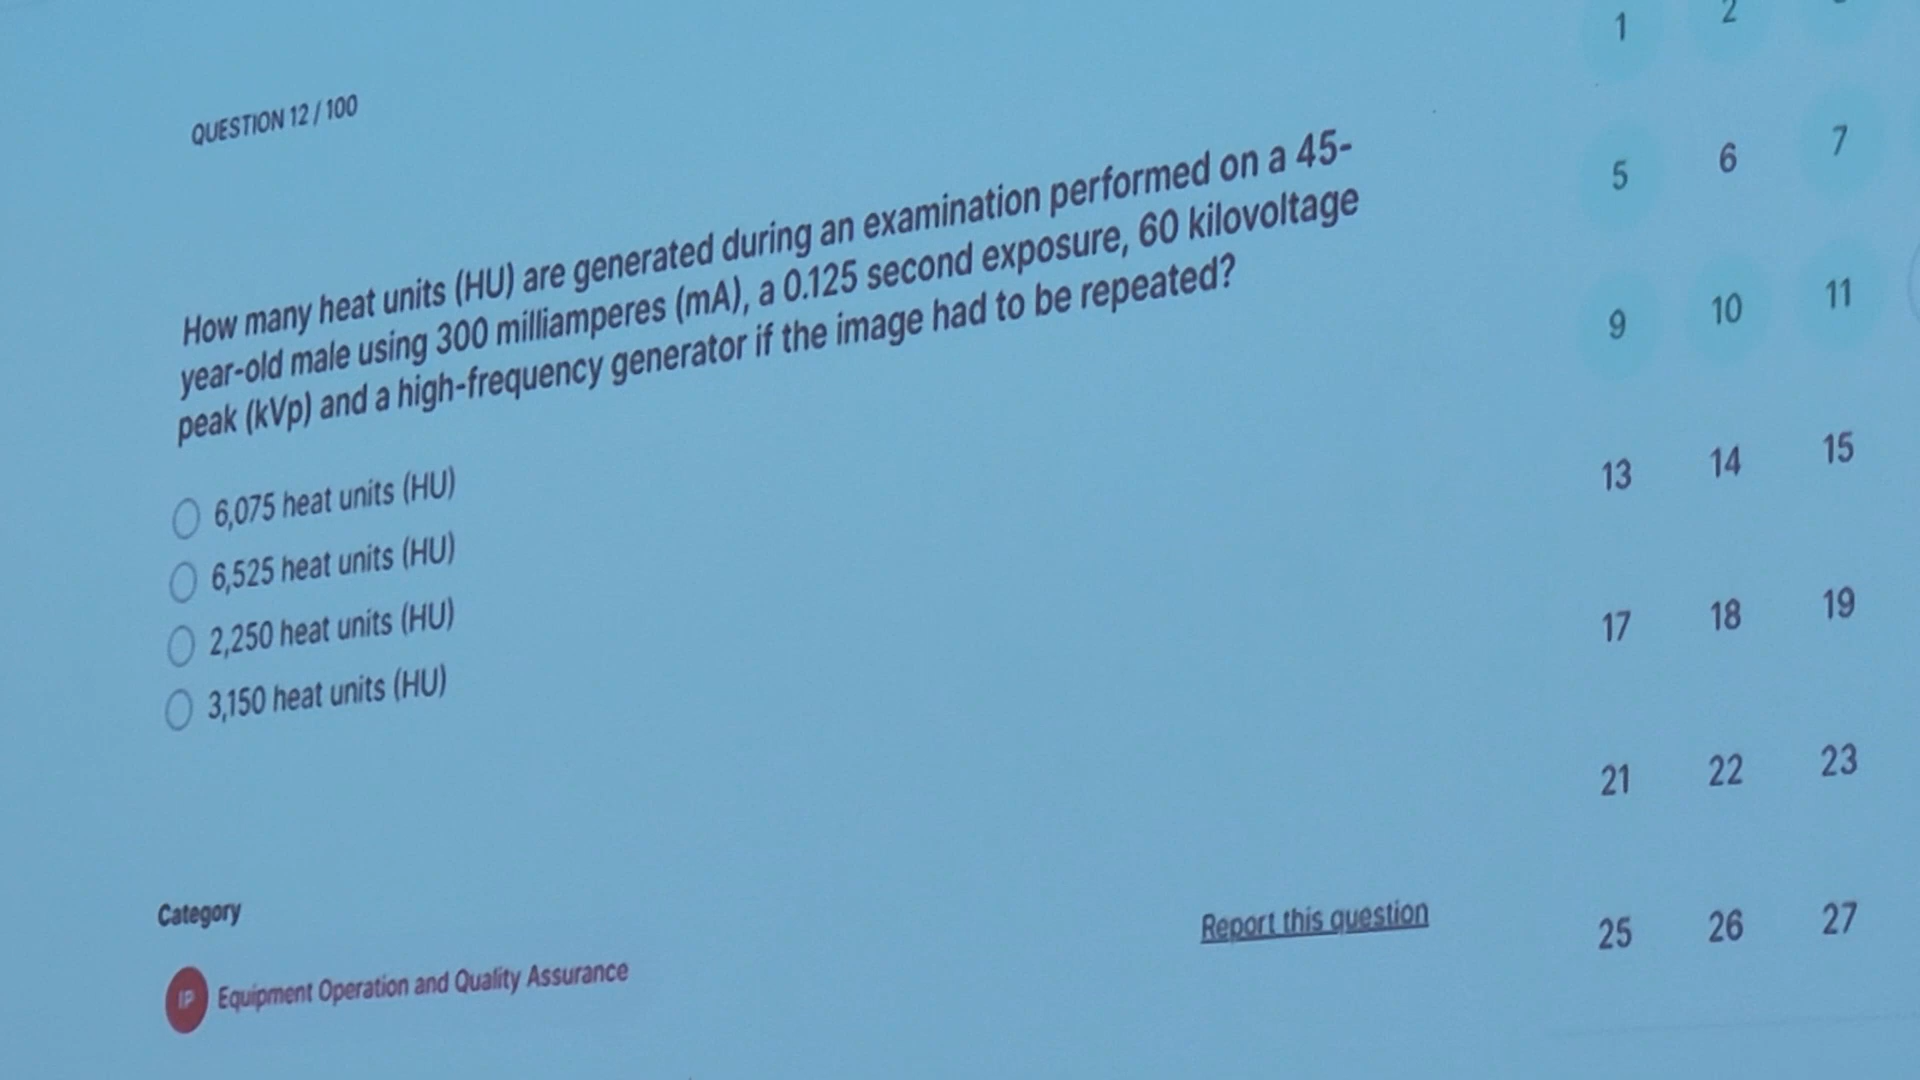 QUESTION 12 / 100
How many heat units (HU) are generated during an examination performed on a 45-
year-old male using 300 milliamperes (mA), a 0.125 second exposure, 60 kilovoltage
peak (kVp) and a high-frequency generator if the image had to be repeated?
6,075 heat units (HU)
6,525 heat units (HU)
2,250 heat units (HU)
3,150 heat units (HU)
Category
IP Equipment Operation and Quality Assurance
Report this question
1 2
5 6 7
9 10 11
13 14 15
17 18 19
21 22 23
25 26 27